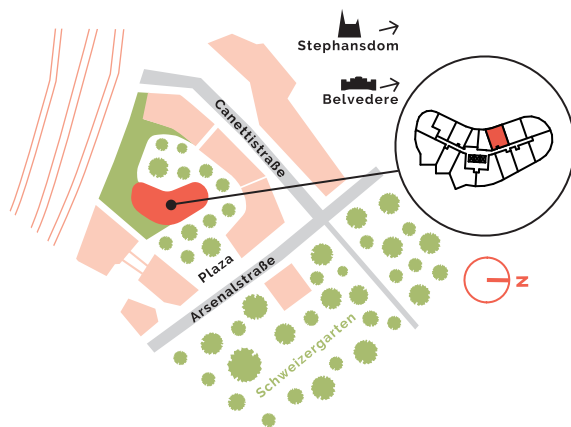 Stephansdom
Belvedere
Canettistraße
Plaza
Arsenalstraße
Schweizergarten
N